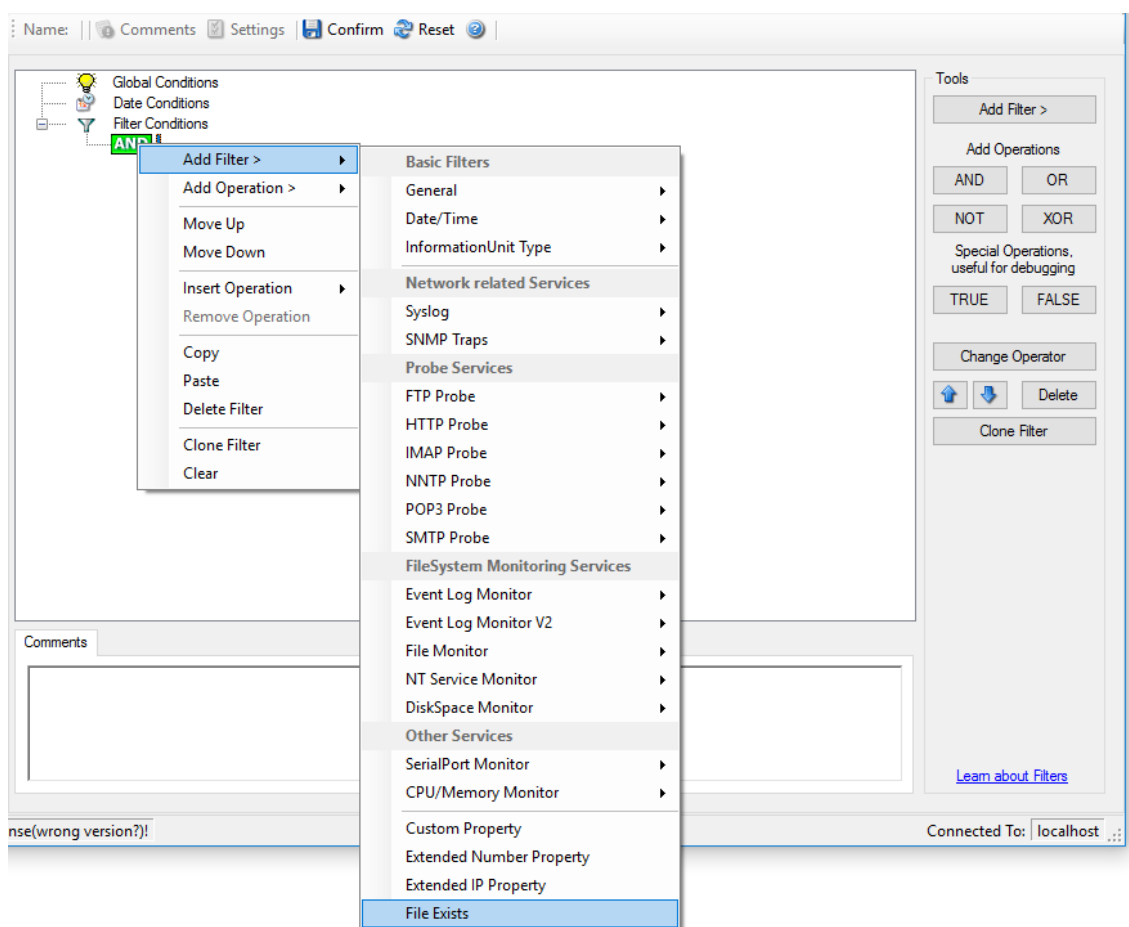 Name: Comments Settings Confirm Reset
Global Conditions
Date Conditions
Filter Conditions
AND
Add Filter >
Add Operation >
Move Up
Move Down
Insert Operation
Remove Operation
Copy
Paste
Delete Filter
Clone Filter
Clear
Basic Filters
General
Date/Time
InformationUnit Type
Network related Services
Syslog
SNMP Traps
Probe Services
FTP Probe
HTTP Probe
IMAP Probe
NNTP Probe
POP3 Probe
SMTP Probe
FileSystem Monitoring Services
Event Log Monitor
Event Log Monitor V2
File Monitor
NT Service Monitor
DiskSpace Monitor
Other Services
SerialPort Monitor
CPU/Memory Monitor
Custom Property
Extended Number Property
Extended IP Property
File Exists
Tools
Add Filter >
Add Operations
AND OR
NOT XOR
Special Operations,
useful for debugging
TRUE FALSE
Change Operator
Delete
Clone Filter
Learn about Filters
Comments
nse(wrong version?)!
Connected To: localhost